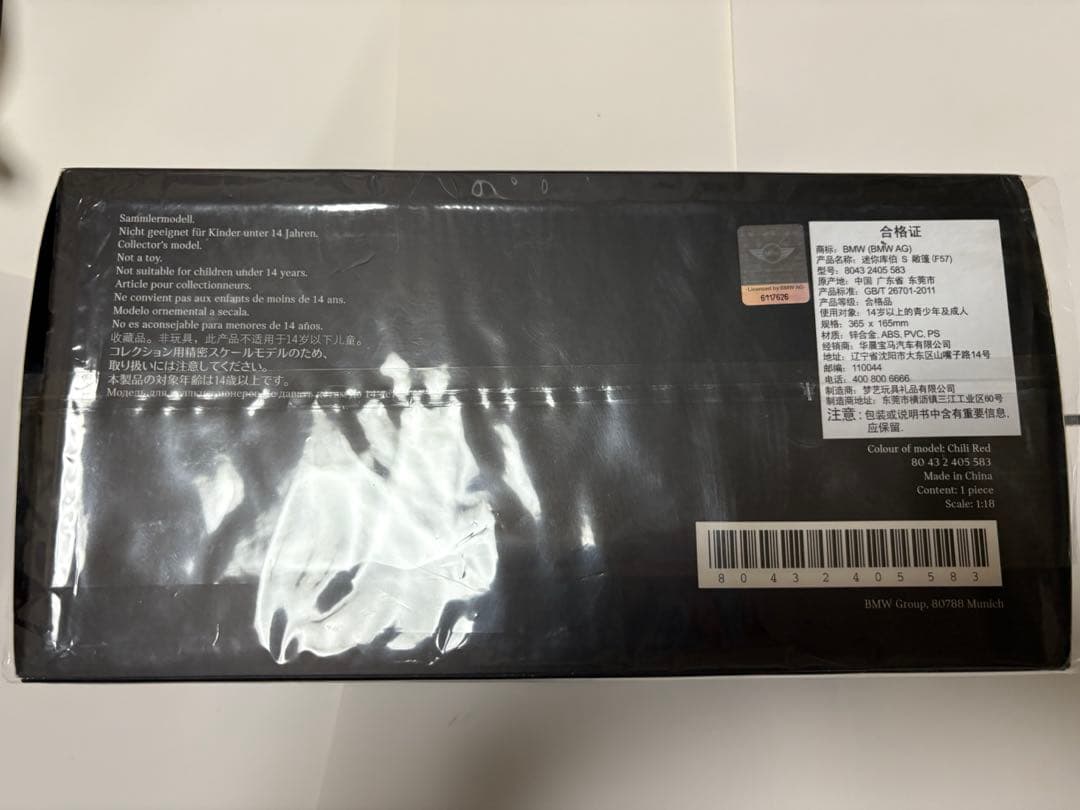 Sammlermodell.
Nicht geeignet für Kinder unter 14 Jahren.
Collector's model.
Not a toy.
Not suitable for children under 14 years.
Article pour collectionneurs.
Ne convient pas aux enfants de moins de 14 ans.
Modelo ornemental a secala.
No es aconsejable para menores de 14 años.
收藏品。非玩具，此产品不适用于14岁以下儿童。
コレクション用精密スケールモデルのため、
取り扱いには注意してください。
本製品の対象年齢は14歳以上です。
Модель для
Licensed by BMW AG
6117626
合格证
商标：BMW (BMW AG)
产品名称：迷你库伯 S 敞篷 (F57)
型号：8043 2405 583
原产地：中国 广东省 东莞市
产品标准：GB/T 26701-2011
产品等级：合格品
使用对象：14岁以上的青少年及成人
规格：365 x 165mm
材质：锌合金, ABS, PVC, PS
经销商：华晨宝马汽车有限公司
地址：辽宁省沈阳市大东区山嘴子路14号
邮编：110044
电话：400 800 6666.
制造商：梦艺玩具礼品有限公司
制造商地址：东莞市横沥镇三江工业区60号
注意：包装或说明书中含有重要信息,
应保留.
Colour of model: Chili Red
80 43 2 405 583
Made in China
Content: 1 piece
Scale: 1:18
80432405583
BMW Group, 80788 Munich